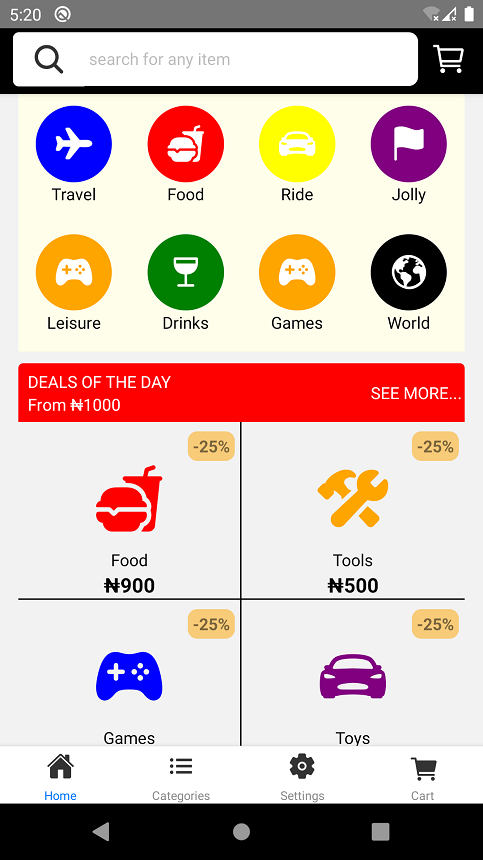 5:20
search for any item
Travel Food Ride Jolly
Leisure Drinks Games World
DEALS OF THE DAY
From ₦1000
SEE MORE...
-25% -25%
Food Tools
₦900 ₦500
-25% -25%
Games Toys
Home Categories Settings Cart